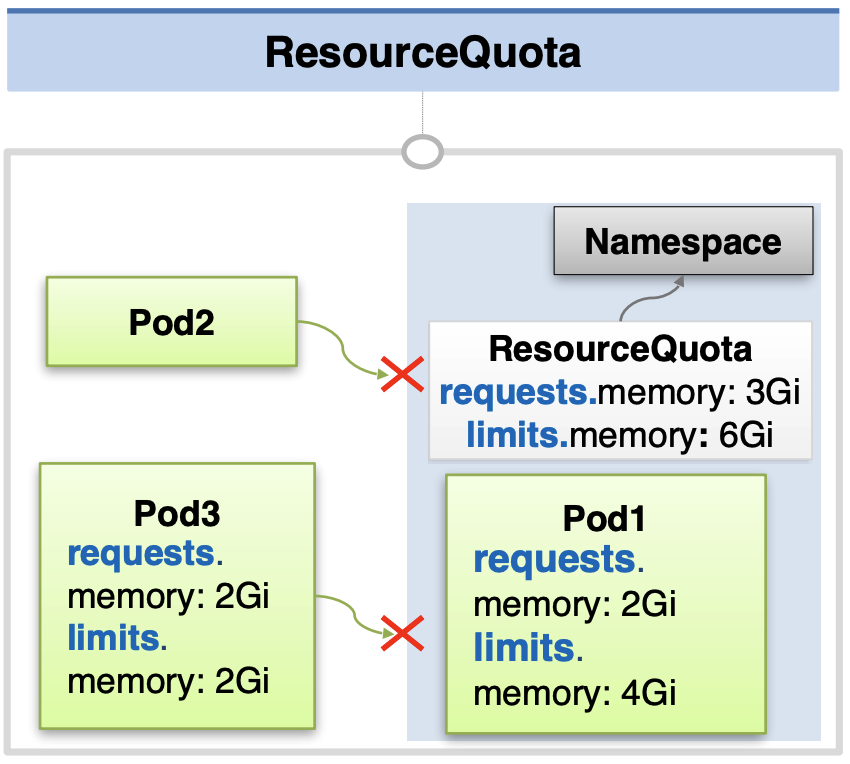 ResourceQuota
Namespace
Pod2
ResourceQuota
requests.memory: 3Gi
limits.memory: 6Gi
Pod3
requests.
memory: 2Gi
limits.
memory: 2Gi
Pod1
requests.
memory: 2Gi
limits.
memory: 4Gi